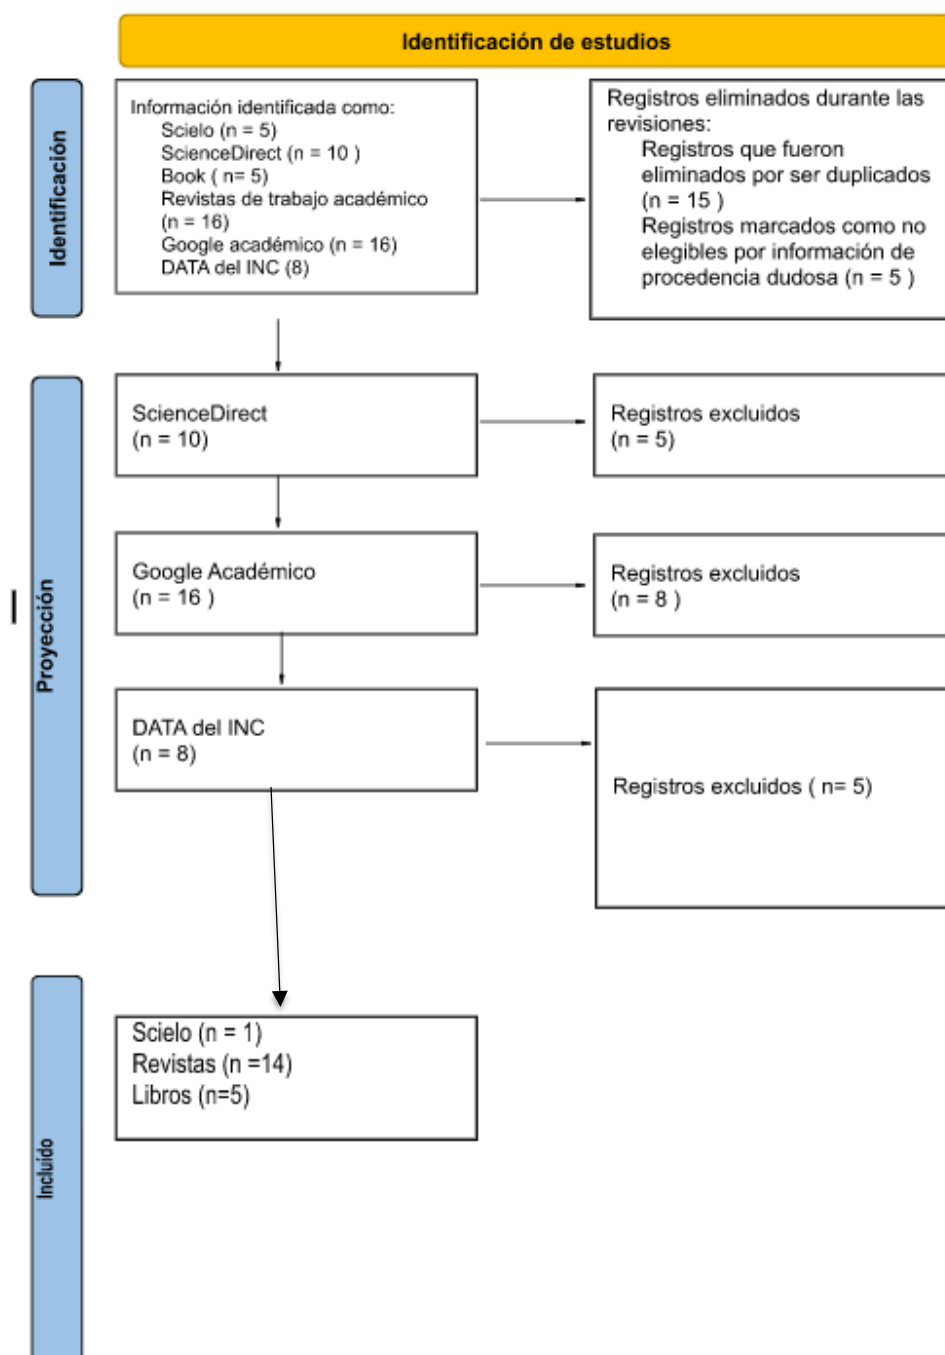 Identificación de estudios
Identificación
Información identificada como:
Scielo (n = 5)
ScienceDirect (n = 10 )
Book ( n= 5)
Revistas de trabajo académico
(n = 16)
Google académico (n = 16)
DATA del INC (8)
Registros eliminados durante las
revisiones:
Registros que fueron
eliminados por ser duplicados
(n = 15 )
Registros marcados como no
elegibles por información de
procedencia dudosa (n = 5 )
Proyección
ScienceDirect
(n = 10)
Registros excluidos
(n = 5)
Google Académico
(n = 16 )
Registros excluidos
(n = 8 )
DATA del INC
(n = 8)
Registros excluidos ( n= 5)
Incluido
Scielo (n = 1)
Revistas (n =14)
Libros (n=5)